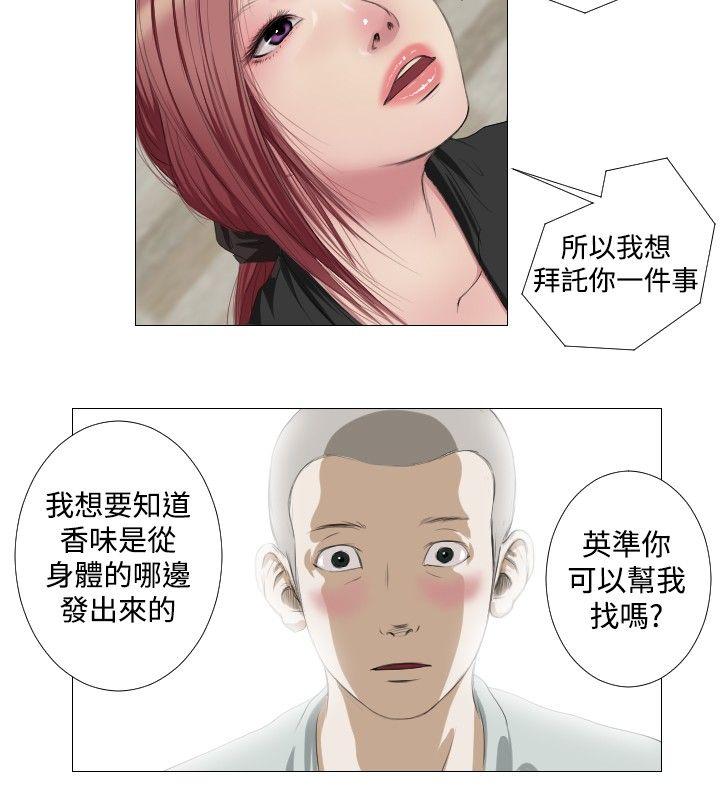 所以我想
拜託你一件事
我想要知道
香味是從
身體的哪邊
發出來的
英準你
可以幫我
找嗎?